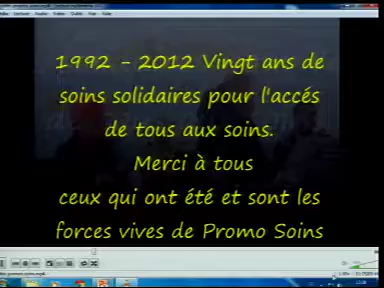 1992 - 2012 Vingt ans de
soins solidaires pour l'accés
de tous aux soins.
Merci à tous
ceux qui ont été et sont les
forces vives de Promo Soins